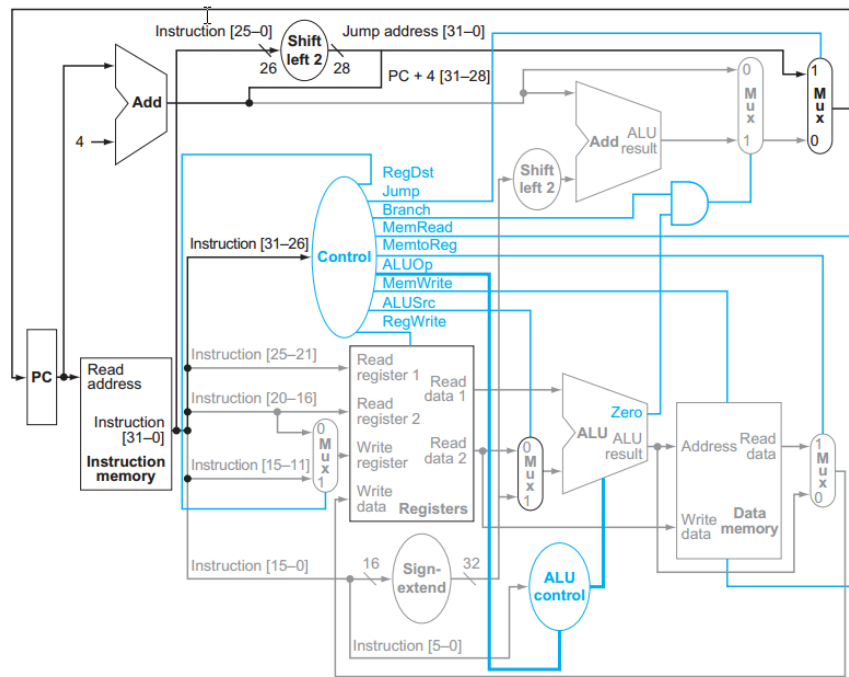 Instruction [25–0]
Shift
left 2
Jump address [31–0]
26
28
PC + 4 [31–28]
Add
4
0
M
u
x
1
1
M
u
x
0
Add
ALU
result
Shift
left 2
RegDst
Jump
Branch
MemRead
MemtoReg
ALUOp
MemWrite
ALUSrc
RegWrite
Instruction [31–26]
Control
PC
Read
address
Instruction
[31–0]
Instruction
memory
Instruction [25–21]
Instruction [20–16]
Instruction [15–11]
0
M
u
x
1
Read
register 1
Read
register 2
Write
register
Write
data
Read
data 1
Read
data 2
Registers
0
M
u
x
1
Zero
ALU
ALU
result
Address
Read
data
Write
data
Data
memory
1
M
u
x
0
Instruction [15–0]
16
Sign-
extend
32
ALU
control
Instruction [5–0]